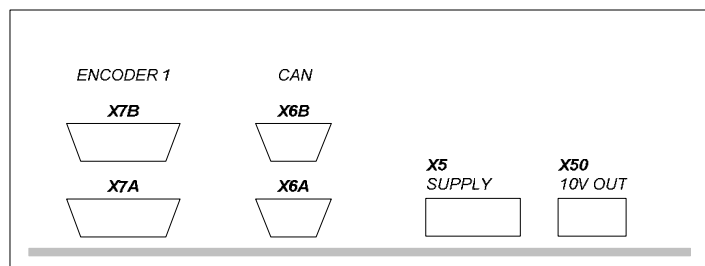 ENCODER 1
CAN
X7B
X6B
X5
SUPPLY
X50
10V OUT
X7A
X6A